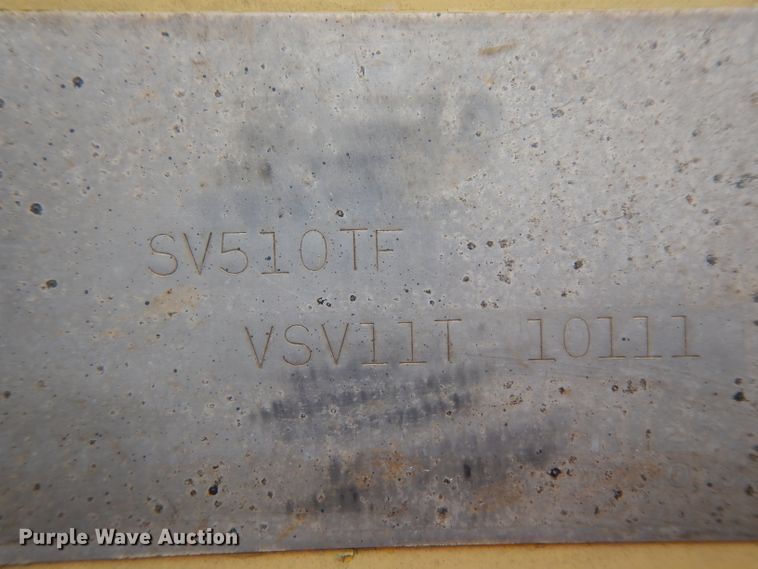 SV510TF
VSV11T 10111
Purple Wave Auction